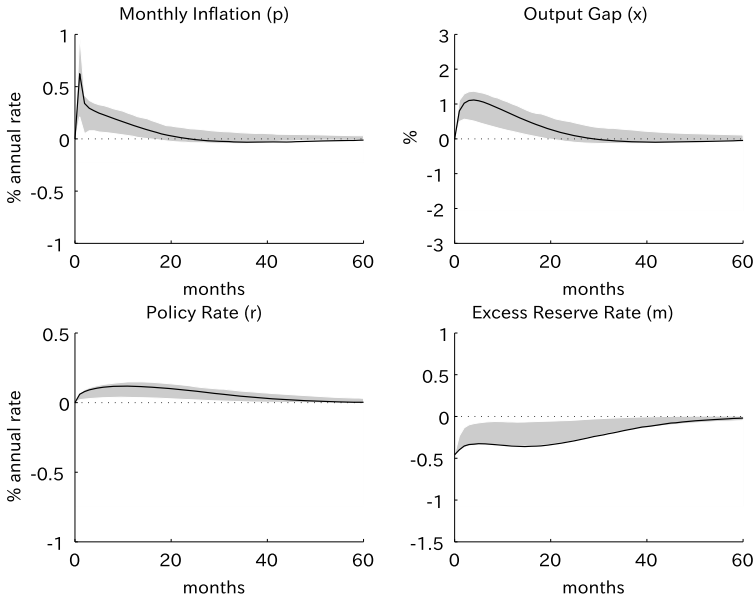 Monthly Inflation (p)
1
0.5
0
-0.5
-1
% annual rate
0 20 40 60
months
Output Gap (x)
3
2
1
0
-1
-2
-3
%
0 20 40 60
months
Policy Rate (r)
0.5
0
-0.5
-1
% annual rate
0 20 40 60
months
Excess Reserve Rate (m)
1
0.5
0
-0.5
-1
-1.5
0 20 40 60
months